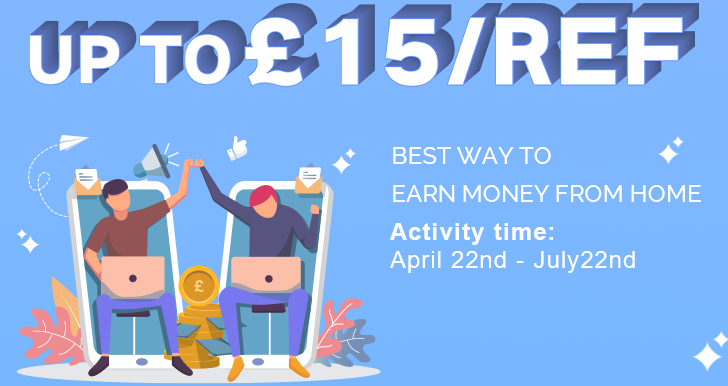 UP TO £15/REF
BEST WAY TO
EARN MONEY FROM HOME
Activity time:
April 22nd - July22nd
£